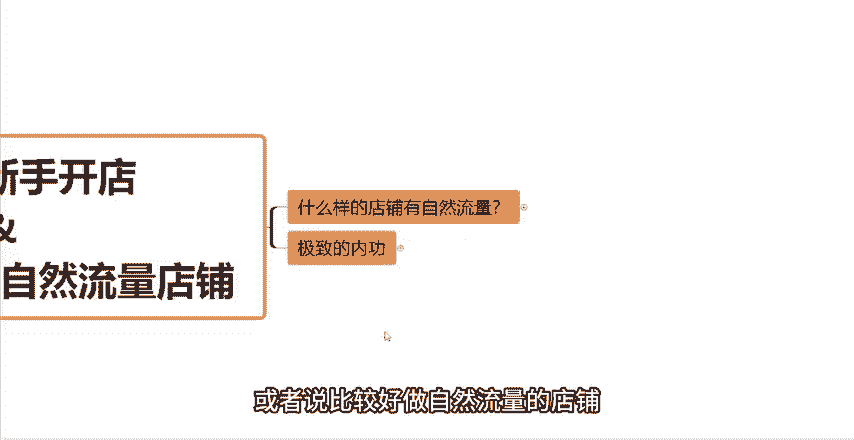 新手开店
&
自然流量店铺
什么样的店铺有自然流量?
极致的内功
或者说比较好做自然流量的店铺